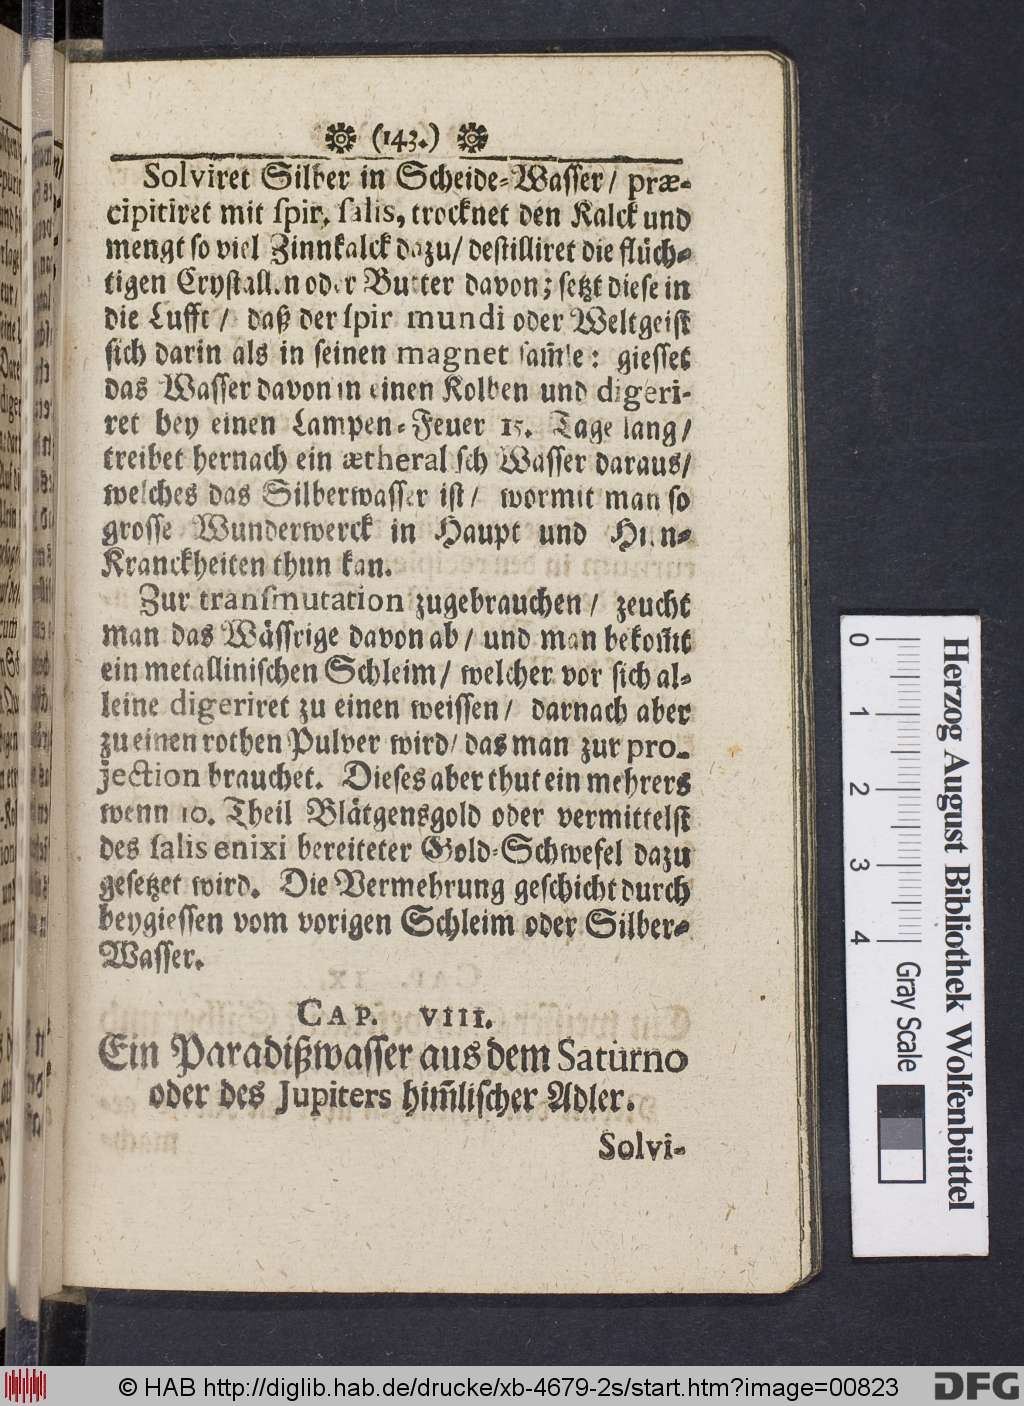 (143.)
Solviret Silber in Scheide-Wasser / præ-
cipitiret mit spir. salis, trocknet den Kalck und
mengt so viel Zinnkalck dazu / destilliret die flüch-
tigen Crystallen oder Butter davon; setzt diese in
die Lufft / daß der spir mundi oder Weltgeist
sich darin als in seinen magnet sam̃le: giesset
das Wasser davon in einen Kolben und digeri-
ret bey einen Lampen-Feuer 15. Tage lang /
treibet hernach ein ætheralisch Wasser daraus /
welches das Silberwasser ist / wormit man so
grosse Wunderwerck in Haupt und Hirn-
Kranckheiten thun kan.
Zur transmutation zugebrauchen / zeucht
man das Wässrige davon ab / und man bekom̃t
ein metallinischen Schleim / welcher vor sich al-
leine digeriret zu einen weissen / darnach aber
zu einen rothen Pulver wird / das man zur pro-
jection brauchet. Dieses aber thut ein mehrers
wenn 10. Theil Blätgensgold oder vermittelst
des salis enixi bereiteter Gold-Schwefel dazu
gesetzet wird. Die Vermehrung geschicht durch
beygiessen vom vorigen Schleim oder Silber-
Wasser.
CAP. VIII.
Ein Paradißwasser aus dem Saturno
oder des Jupiters him̃lischer Adler.
Solvi-
0 1 2 3 4
Herzog August Bibliothek Wolfenbüttel
Gray Scale
© HAB http://diglib.hab.de/drucke/xb-4679-2s/start.htm?image=00823
DFG